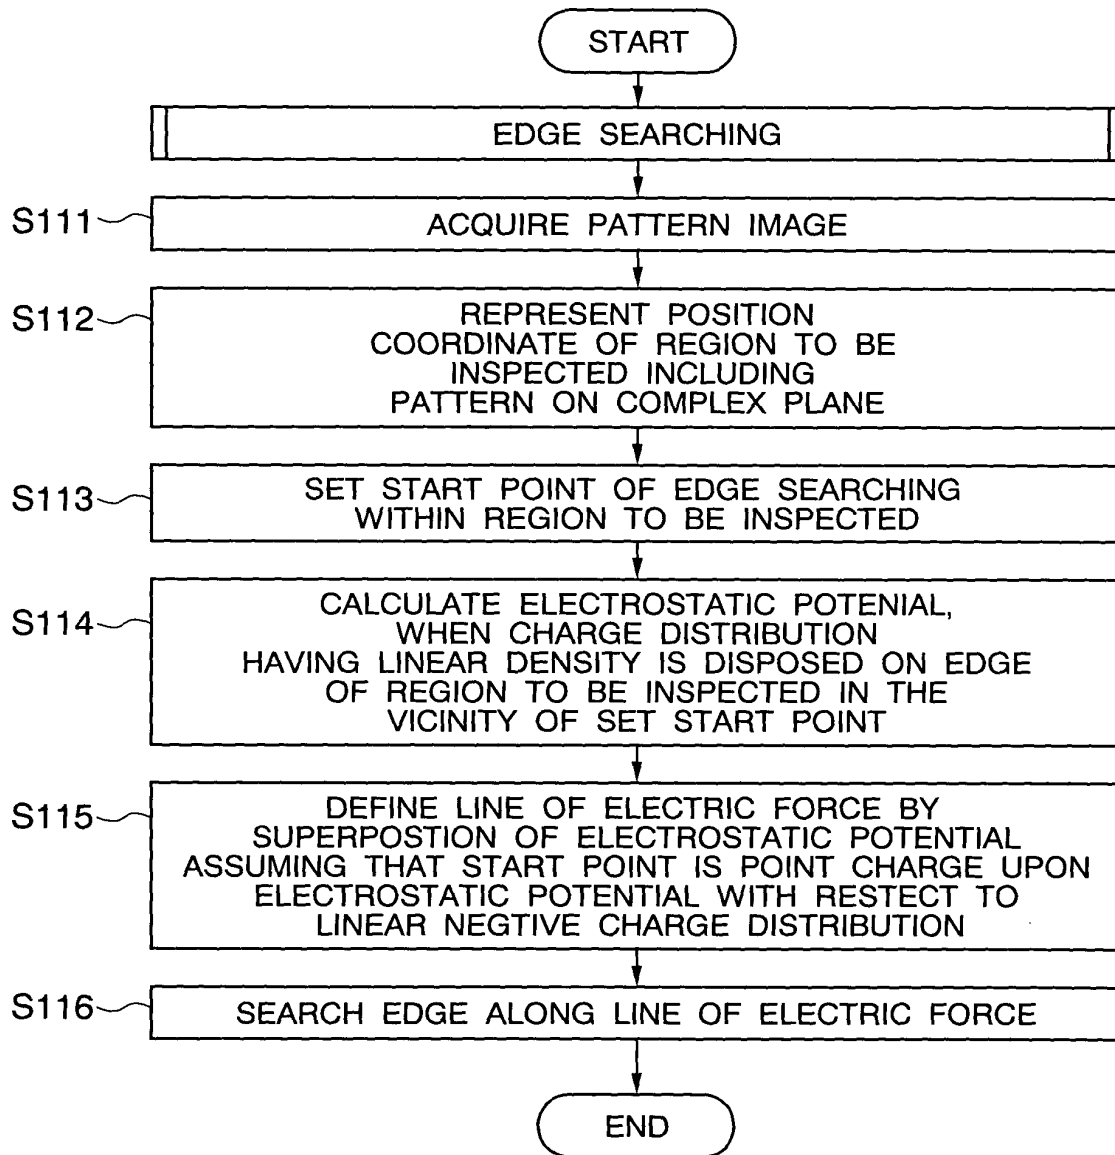 START
EDGE SEARCHING
S111
ACQUIRE PATTERN IMAGE
S112
REPRESENT POSITION
COORDINATE OF REGION TO BE
INSPECTED INCLUDING
PATTERN ON COMPLEX PLANE
S113
SET START POINT OF EDGE SEARCHING
WITHIN REGION TO BE INSPECTED
S114
CALCULATE ELECTROSTATIC POTENIAL,
WHEN CHARGE DISTRIBUTION
HAVING LINEAR DENSITY IS DISPOSED ON EDGE
OF REGION TO BE INSPECTED IN THE
VICINITY OF SET START POINT
S115
DEFINE LINE OF ELECTRIC FORCE BY
SUPERPOSTION OF ELECTROSTATIC POTENTIAL
ASSUMING THAT START POINT IS POINT CHARGE UPON
ELECTROSTATIC POTENTIAL WITH RESTECT TO
LINEAR NEGTIVE CHARGE DISTRIBUTION
S116
SEARCH EDGE ALONG LINE OF ELECTRIC FORCE
END